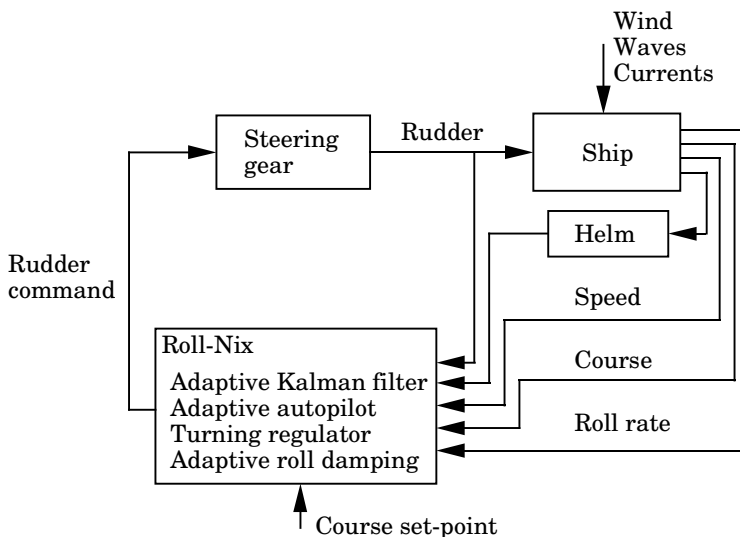 Wind
Waves
Currents
Steering
gear
Rudder
Ship
Helm
Rudder
command
Speed
Roll-Nix
Course
Adaptive Kalman filter
Adaptive autopilot
Turning regulator
Roll rate
Adaptive roll damping
Course set-point